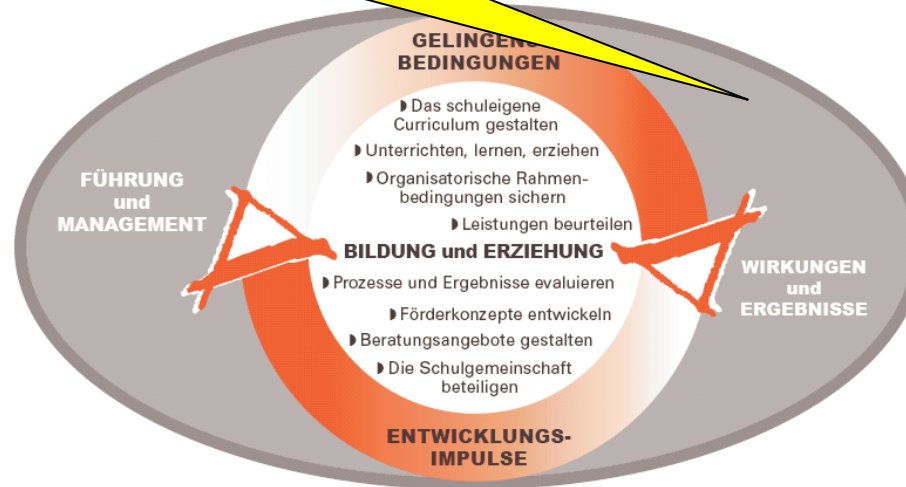 GELINGENS-
BEDINGUNGEN
◗ Das schuleigene
Curriculum gestalten
◗ Unterrichten, lernen, erziehen
◗ Organisatorische Rahmen-
bedingungen sichern
◗ Leistungen beurteilen
BILDUNG und ERZIEHUNG
◗ Prozesse und Ergebnisse evaluieren
◗ Förderkonzepte entwickeln
◗ Beratungsangebote gestalten
◗ Die Schulgemeinschaft
beteiligen
ENTWICKLUNGS-
IMPULSE
FÜHRUNG
und
MANAGEMENT
WIRKUNGEN
und
ERGEBNISSE